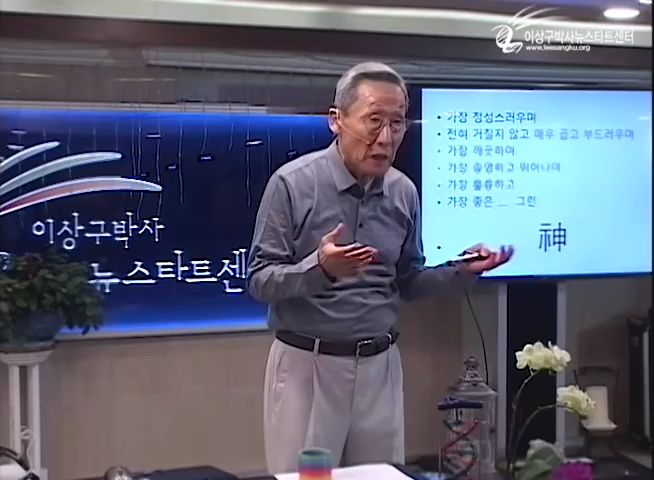 이상구박사뉴스타트센터
www.leesangku.org
• 가장 정성스러우며
• 전혀 거칠지 않고 매우 곱고 부드러우며
• 가장 깨끗하며
• 가장 총명하고 뛰어나며
• 가장 훌륭하고
• 가장 좋은 ... 그런
• 神
이상구박사
뉴스타트센